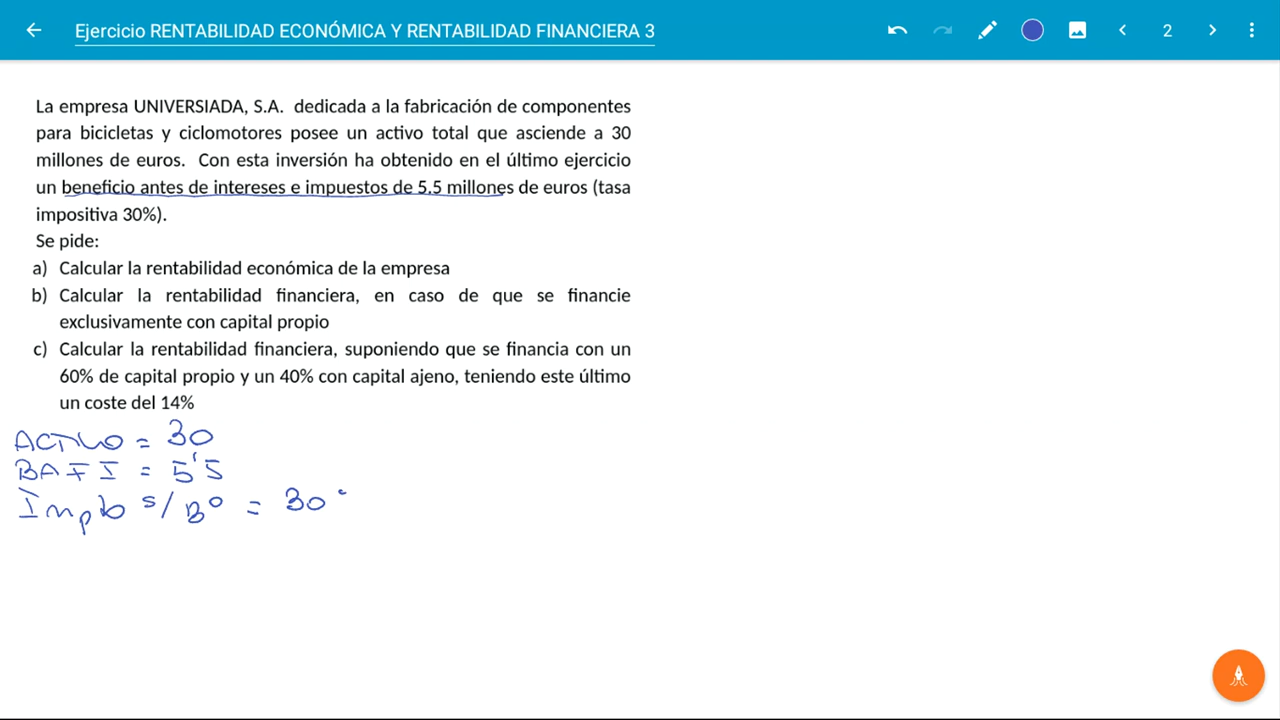 Ejercicio RENTABILIDAD ECONÓMICA Y RENTABILIDAD FINANCIERA 3
2
La empresa UNIVERSIADA, S.A. dedicada a la fabricación de componentes
para bicicletas y ciclomotores posee un activo total que asciende a 30
millones de euros. Con esta inversión ha obtenido en el último ejercicio
un beneficio antes de intereses e impuestos de 5.5 millones de euros (tasa
impositiva 30%).
Se pide:
a) Calcular la rentabilidad económica de la empresa
b) Calcular la rentabilidad financiera, en caso de que se financie
exclusivamente con capital propio
c) Calcular la rentabilidad financiera, suponiendo que se financia con un
60% de capital propio y un 40% con capital ajeno, teniendo este último
un coste del 14%
ACTIVO = 30
BAII = 5'5
Impto s/ Bº = 30